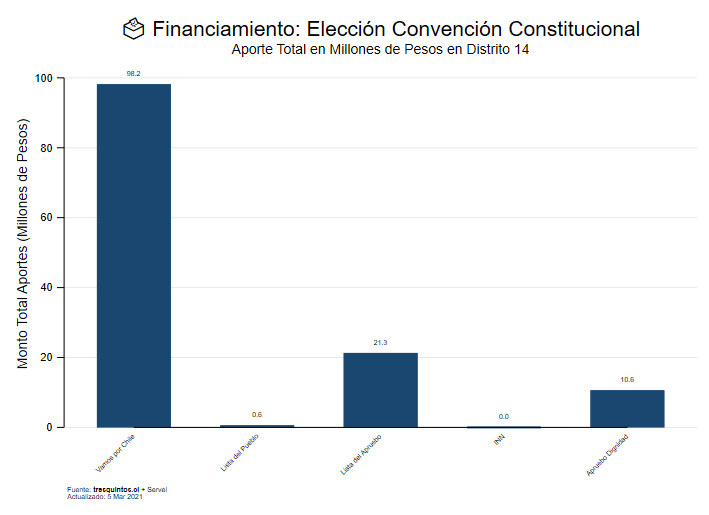 Financiamiento: Elección Convención Constitucional
Aporte Total en Millones de Pesos en Distrito 14
Monto Total Aportes (Millones de Pesos)
100
80
60
40
20
0
98.2
0.6
21.3
0.0
10.6
Vamos por Chile
Lista del Pueblo
Lista del Apruebo
INN
Apruebo Dignidad
Fuente: tresquintos.cl + Servel
Actualizado: 5 Mar 2021